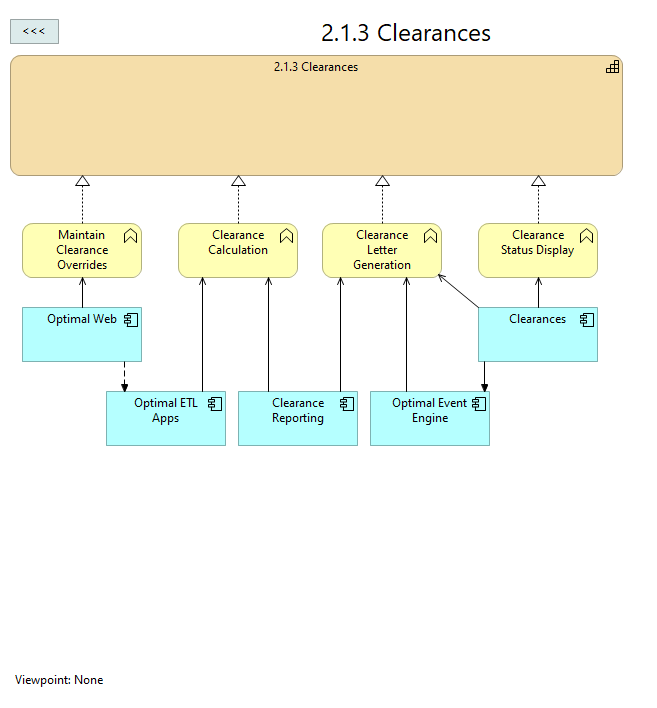 <<<
2.1.3 Clearances
2.1.3 Clearances
Maintain
Clearance
Overrides
Clearance
Calculation
Clearance
Letter
Generation
Clearance
Status Display
Optimal Web
Clearances
Optimal ETL
Apps
Clearance
Reporting
Optimal Event
Engine
Viewpoint: None